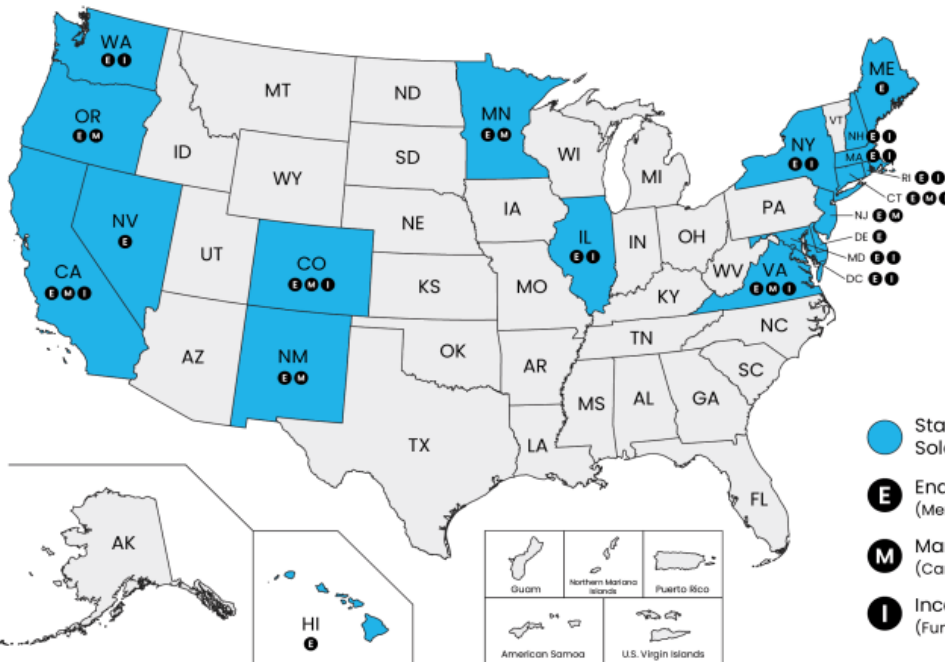 WA
E I
OR
E M
CA
E M I
NV
E
ID
MT
WY
UT
AZ
CO
E M I
NM
E M
ND
SD
NE
KS
OK
TX
MN
E M
IA
MO
AR
LA
WI
IL
E I
MI
IN
OH
KY
TN
MS
AL
GA
FL
SC
NC
WV
VA
E M I
PA
NY
E I
VT
NH E I
MA E I
ME
E
RI E I
CT E M
NJ E M
DE E
MD E I
DC E I
AK
HI
E
Guam
Northern Mariana
Islands
Puerto Rico
American Samoa
U.S. Virgin Islands
E
M
I